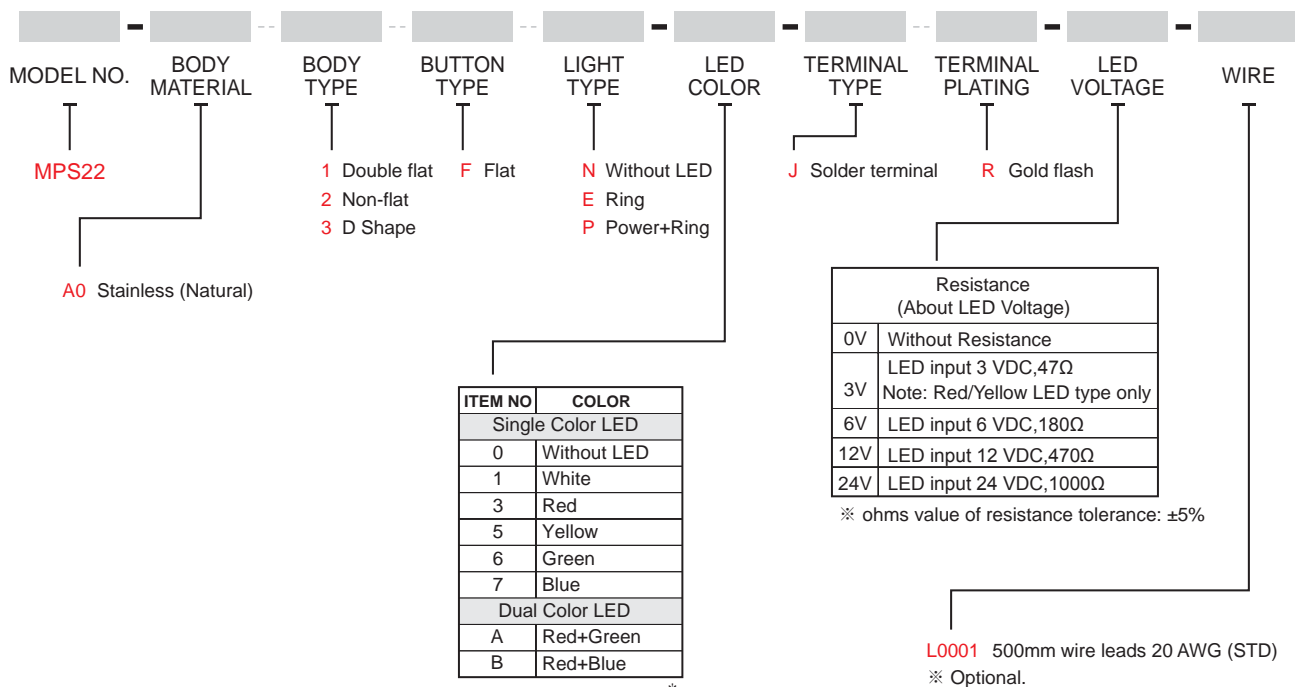 MODEL NO.
BODY
MATERIAL
BODY
TYPE
BUTTON
TYPE
LIGHT
TYPE
LED
COLOR
TERMINAL
TYPE
TERMINAL
PLATING
LED
VOLTAGE
WIRE
MPS22
A0 Stainless (Natural)
1 Double flat
2 Non-flat
3 D Shape
F Flat
N Without LED
E Ring
P Power+Ring
J Solder terminal
R Gold flash
ITEM NO COLOR
Single Color LED
0 Without LED
1 White
3 Red
5 Yellow
6 Green
7 Blue
Dual Color LED
A Red+Green
B Red+Blue
※
Resistance
(About LED Voltage)
0V Without Resistance
3V LED input 3 VDC,47Ω
Note: Red/Yellow LED type only
6V LED input 6 VDC,180Ω
12V LED input 12 VDC,470Ω
24V LED input 24 VDC,1000Ω
※ ohms value of resistance tolerance: ±5%
L0001 500mm wire leads 20 AWG (STD)
※ Optional.